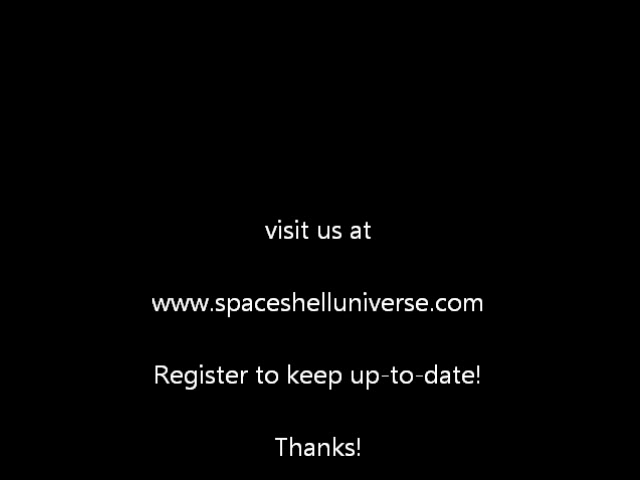 visit us at
www.spaceshelluniverse.com
Register to keep up-to-date!
Thanks!